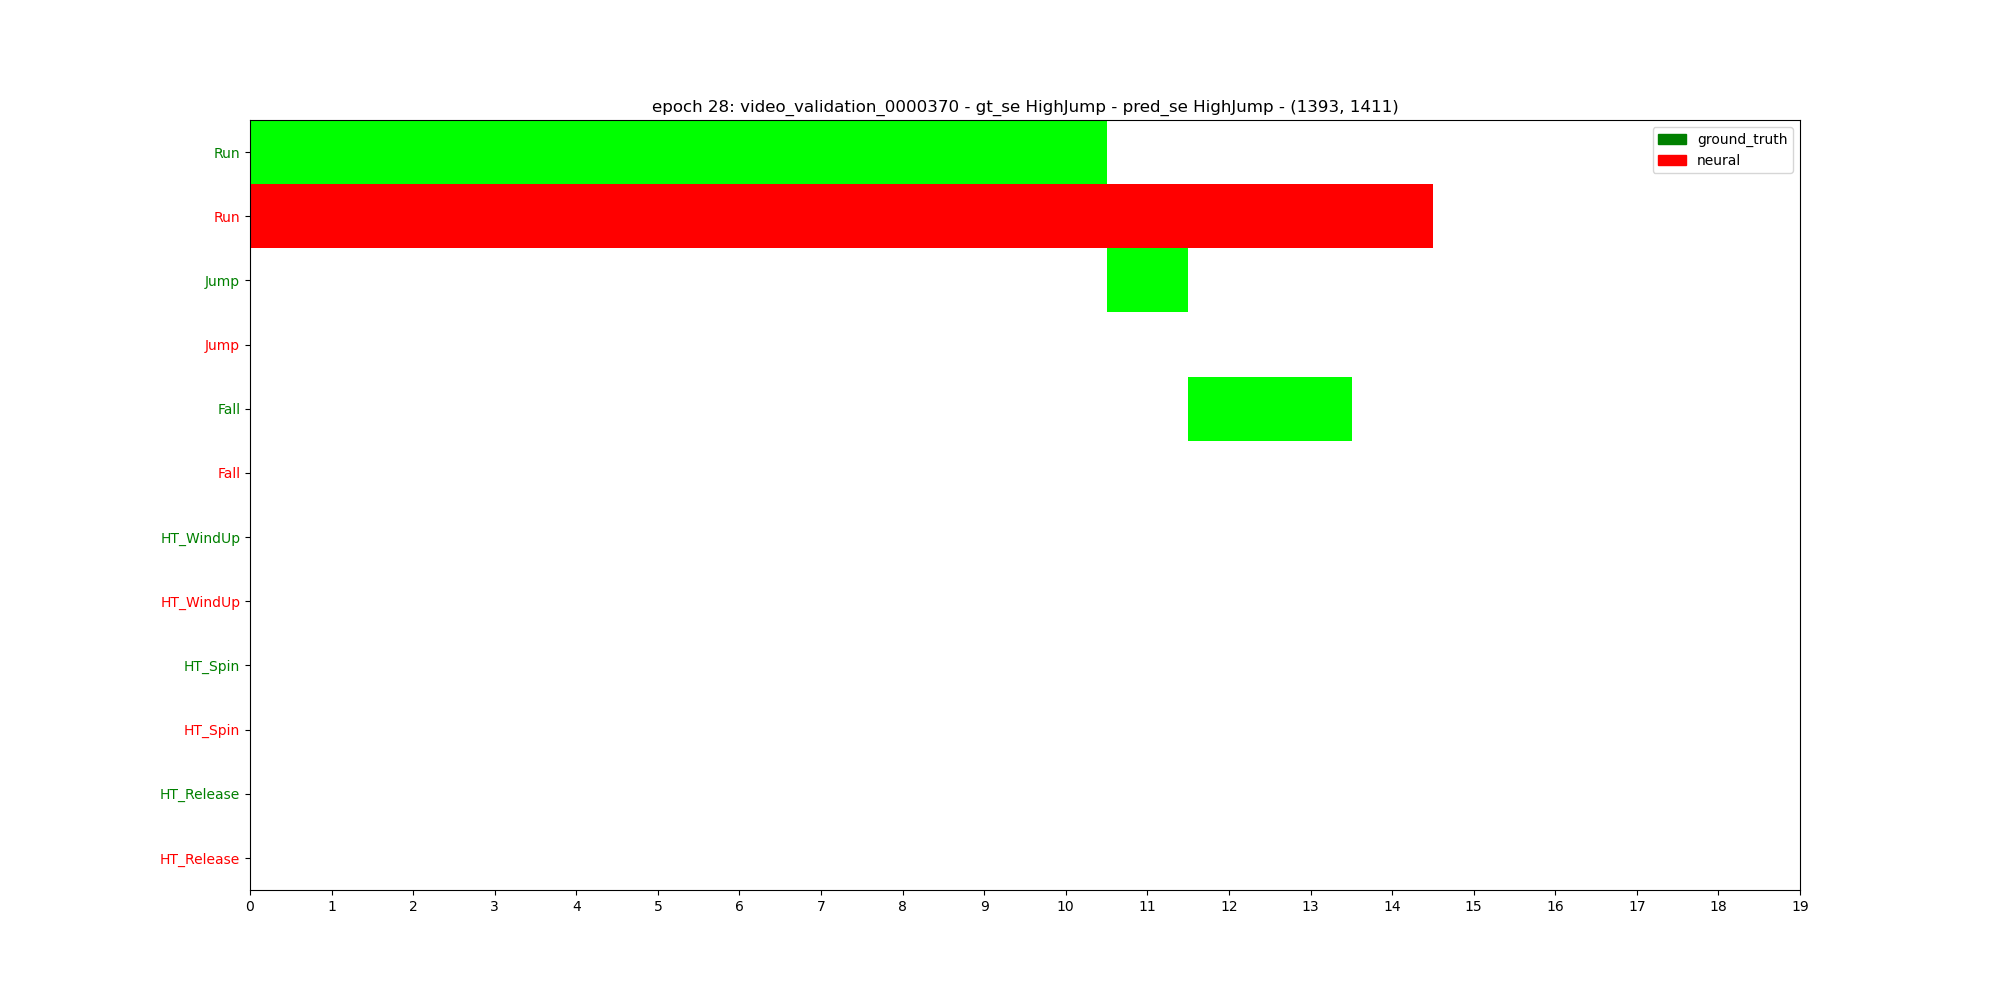 epoch 28: video_validation_0000370 - gt_se HighJump - pred_se HighJump - (1393, 1411)
ground_truth
neural
Run
Run
Jump
Jump
Fall
Fall
HT_WindUp
HT_WindUp
HT_Spin
HT_Spin
HT_Release
HT_Release
0 1 2 3 4 5 6 7 8 9 10 11 12 13 14 15 16 17 18 19